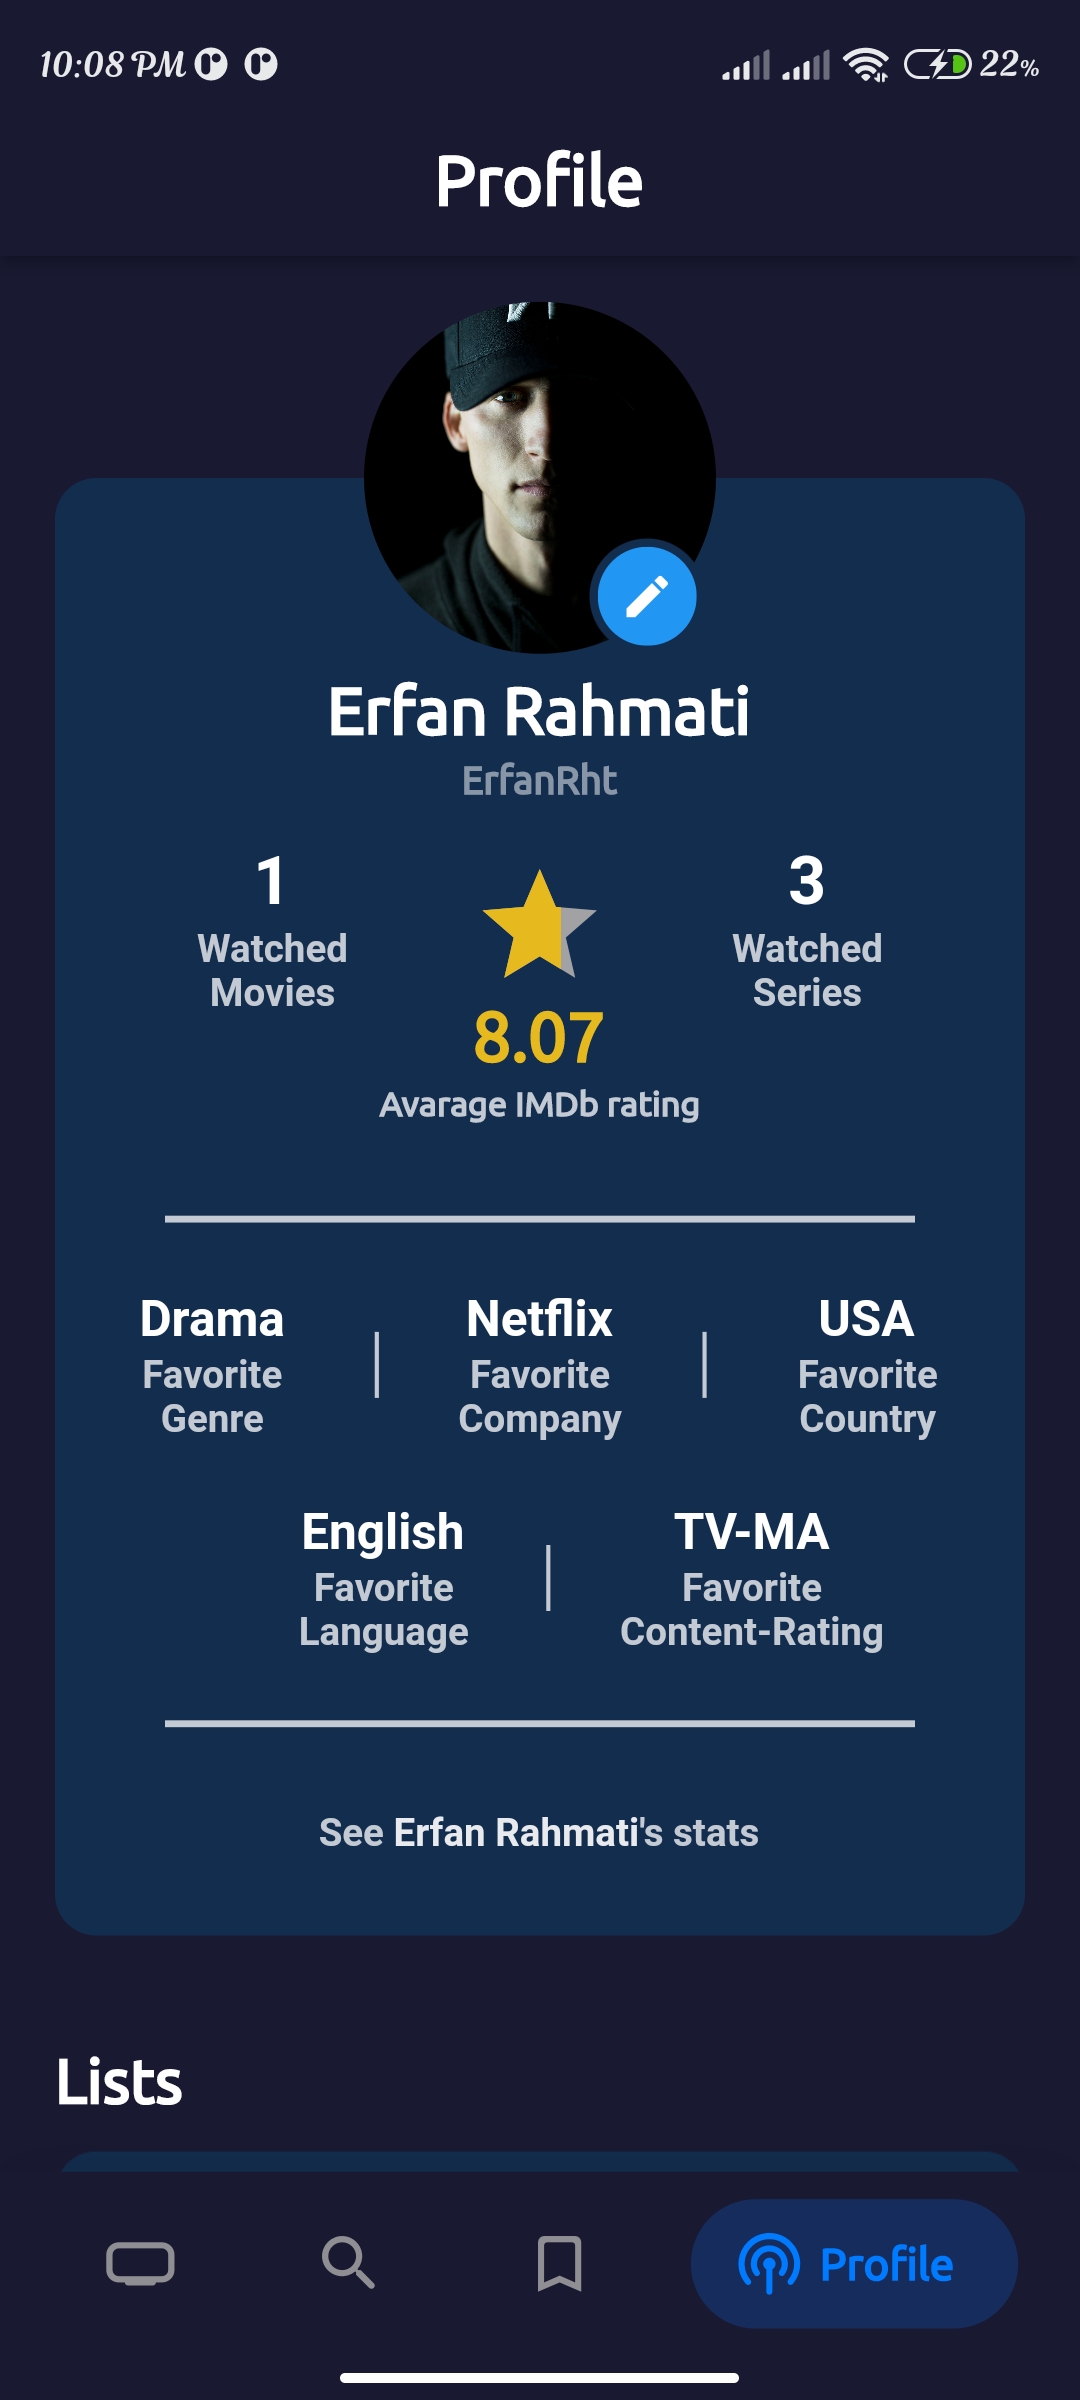 10:08 PM
22%
Profile
Erfan Rahmati
ErfanRht
1
Watched
Movies
8.07
Avarage IMDb rating
3
Watched
Series
Drama
Favorite
Genre
Netflix
Favorite
Company
USA
Favorite
Country
English
Favorite
Language
TV-MA
Favorite
Content-Rating
See Erfan Rahmati's stats
Lists
Profile